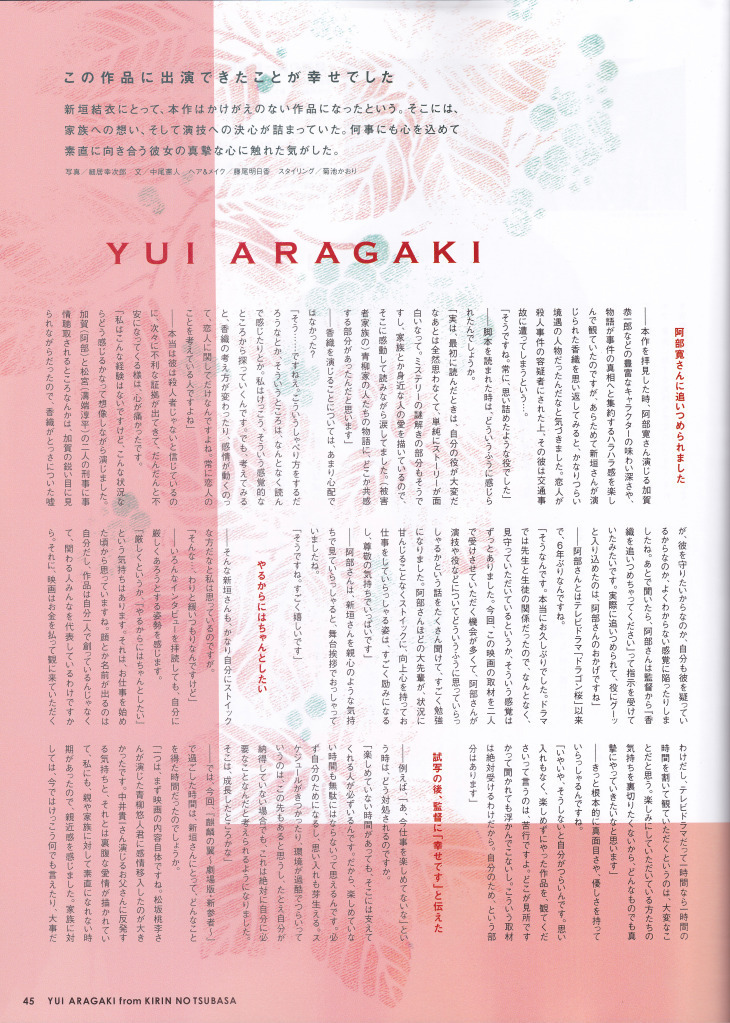 この作品に出演できたことが幸せでした
新垣結衣にとって、本作はかけがえのない作品になったという。そこには、
家族への想い、そして演技への決心が詰まっていた。何事にも心を込めて
素直に向き合う彼女の真摯な心に触れた気がした。
写真／細居幸次郎　文／中尾憲人　ヘア&メイク／藤尾明日香　スタイリング／菊池かおり
YUI ARAGAKI
阿部寛さんに追いつめられました
――本作を拝見した時、阿部寛さん演じる加賀
恭一郎などの豊富なキャラクターの味わい深さや、
物語が事件の真相へと集約するハラハラ感を楽し
んで観ていたのですが、あらためて新垣さんが演
じられた香織を思い返してみると、かなりつらい
境遇の人物だったんだなと気づきました。恋人が
殺人事件の容疑者にされた上、その彼は交通事
故に遭ってしまうという…。
「そうですね。常に、思い詰めたような役でした」
――脚本を読まれた時は、どういうふうに感じら
れたんでしょうか。
「実は、最初に読んだときは、自分の役が大変だ
なぁとは全然思わなくて、単純にストーリーが面
白いなって。ミステリーの謎解きの部分もそうで
すし、家族とか身近な人の愛を描いているので、
そこに感動して読みながら涙してました。（被害
者家族の）青柳家の人たちの物語に、どこか共感
する部分があったんだと思います」
――香織を演じることについては、あまり心配で
はなかった？
「そう……ですねえ。こういうしゃべり方をするだ
ろうなとか、そういうところは、なんとなく読ん
で感じたりとか。私はけっこう、そういう感覚的な
ところから探っていくんです。でも、考えてみる
と、香織の考え方が変わったり、感情が動くのっ
て、恋人に関してだけなんですよね。常に恋人の
ことを考えている人ですよね」
――本当は彼は殺人者じゃないと信じているの
に、次々に不利な証拠が出てきて、だんだんと不
安になってくる様は、心が痛かったです。
「私はこんな経験はないですけど、こんな状況な
らどう感じるかなって想像しながら演じました。
加賀（阿部）と松宮（溝端淳平）の二人の刑事に事
情聴取されるところなんかは、加賀の鋭い目に見
られながらだったので、香織がとっさについた嘘
が、彼を守りたいからなのか、自分も彼を疑ってい
るからなのか、よくわからない感覚に陥ったりしま
したね。あとで聞いたら、阿部さんは監督から『香
織を追いつめちゃってください』って指示を受けて
いたみたいです。実際に追いつめられて、役にグーッ
と入り込めたのは、阿部さんのおかげですね」
――阿部さんとはテレビドラマ『ドラゴン桜』以来
で、６年ぶりなんですね。
「そうなんです。本当にお久しぶりでした。ドラマ
では先生と生徒の関係だったので、なんとなく、
見守っていただいているというか、そういう感覚は
ずっとありました。今回、この映画の取材を二人
で受けさせていただく機会が多くて、阿部さんが
演技や役などについてどういうふうに思っていらっ
しゃるかという話をたくさん聞けて、すごく勉強
になりました。阿部さんほどの大先輩が、状況に
甘んじることなくストイックに、向上心を持ってお
仕事をしていらっしゃる姿は、すごく励みになる
し、尊敬の気持ちでいっぱいです」
――阿部さんは、新垣さんを親心のような気持
ちで見ていらっしゃると、舞台挨拶でおっしゃって
いましたね。
「そうですね。すごく嬉しいです」
やるからにはちゃんとしたい
――そんな新垣さんも、かなり自分にストイック
な方だなと私は思っているのですが。
「そんな…、わりと緩いつもりなんですけど」
――いろんなインタビューを拝読しても、自分に
厳しくあろうとする姿勢を感じます。
「厳しくというか、『やるからにはちゃんとしたい』
という気持ちはあります。それは、お仕事を始め
た頃から思っていますね。顔とか名前が出るのは
自分だし、作品は自分一人で創っているんじゃなく
て、関わる人みんなを代表しているわけですか
ら。それに、映画はお金を払って観に来ていただく
わけだし、テレビドラマだって一時間なら一時間の
時間を割いて観ていただくというのは、大変なこ
とだと思う。楽しみにしていただいている方たちの
気持ちを裏切りたくないから、どんなものでも真
摯にやっていきたいかなと思います」
――きっと根本的に真面目さや、優しさを持って
いらっしゃるんですね。
「いやいや、そうしないと自分がつらいんです。思い
入れもなく、楽しめずにやった作品を、観てくだ
さいって言うのは、苦行ですよ。どこが見所です
かって聞かれても浮かんでこないし。こういう取材
は絶対受けるわけだから。自分のため、という部
分はあります」
試写の後、監督に「幸せです」と伝えた
――例えば、「あ、今仕事を楽しめてないな」とい
う時は、どう対処されるのですか。
「楽しめていない時間があっても、そこには支えて
くれる人が必ずいるんです。だから、楽しめていな
い時間も無駄にはならないって思えるんです。必
ず自分のためになるし、思い入れも芽生える。ス
ケジュールがきつかったり、環境が過酷でつらいって
いうのは、この先もあると思うし、たとえ自分が
納得していない場合でも、これは絶対に自分に必
要なことなんだと考えられるようになりました。
そこは、成長したところかな」
――では、今回、『麒麟の翼～劇場版・新参者～』
で過ごした時間は、新垣さんにとって、どんなこと
を得た時間だったのでしょうか。
「一つは、まず映画の内容自体ですね。松坂桃李さ
んが演じた青柳悠人君に感情移入したのが大き
かったです。中井貴一さん演じるお父さんに反発す
る気持ちと、それとは裏腹な愛情が描かれてい
て、私にも、親や家族に対して素直になれない時
期があったので、親近感を感じました。家族に対
しては、今ではけっこう何でも言えたり、大事だ
45　YUI ARAGAKI from KIRIN NO TSUBASA